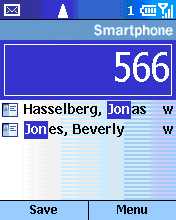 1
Smartphone
566
Hasselberg, Jonas w
Jones, Beverly w
Save Menu